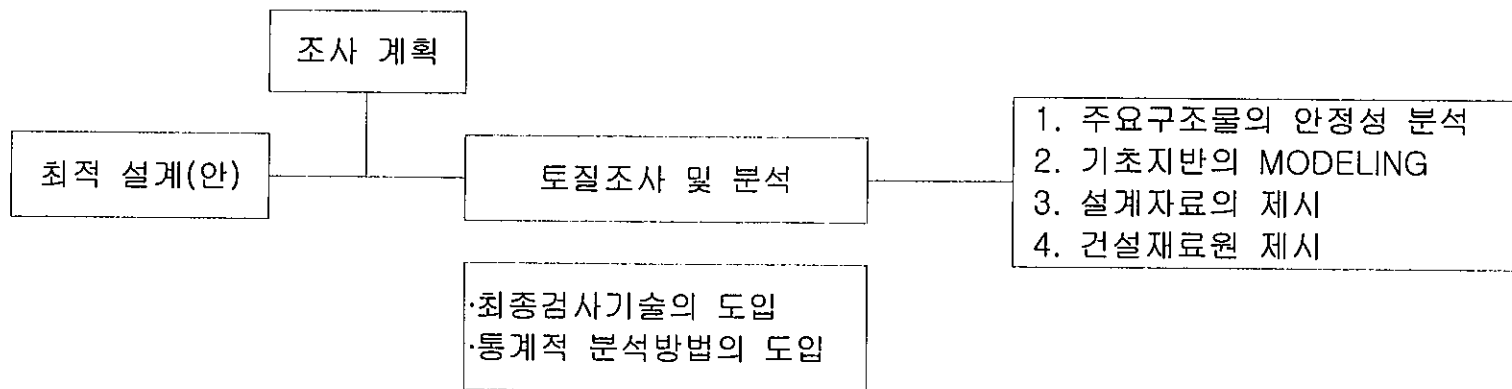 조사 계획
최적 설계(안)
토질조사 및 분석
1. 주요구조물의 안정성 분석
2. 기초지반의 MODELING
3. 설계자료의 제시
4. 건설재료원 제시
·최종검사기술의 도입
·통계적 분석방법의 도입